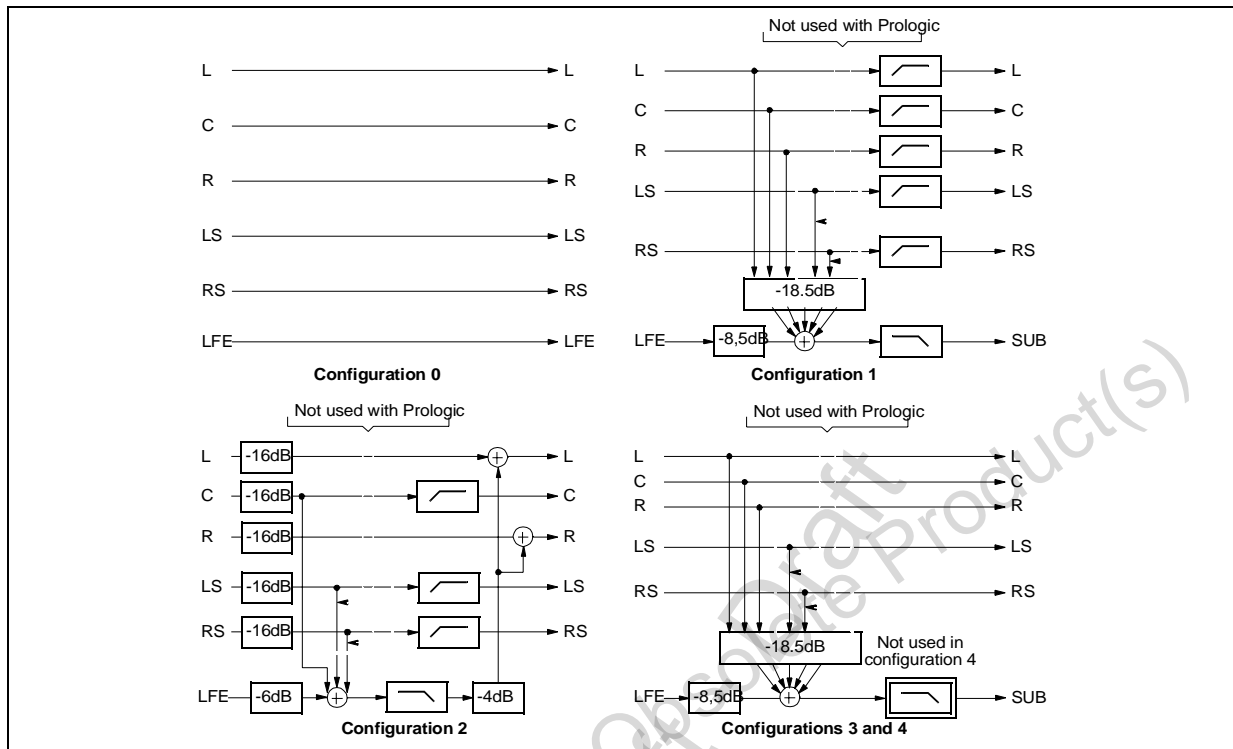 Not used with Prologic
L L
C C
R R
LS LS
RS RS
LFE LFE
Configuration 0
L L
C C
R R
LS LS
RS RS
-18.5dB
LFE -8,5dB SUB
Configuration 1
Not used with Prologic
L -16dB L
C -16dB C
R -16dB R
LS -16dB LS
RS -16dB RS
LFE -6dB -4dB
Configuration 2
Not used with Prologic
L L
C C
R R
LS LS
RS RS
-18.5dB
Not used in
configuration 4
LFE -8,5dB SUB
Configurations 3 and 4
Draft
Obsolete Product(s)